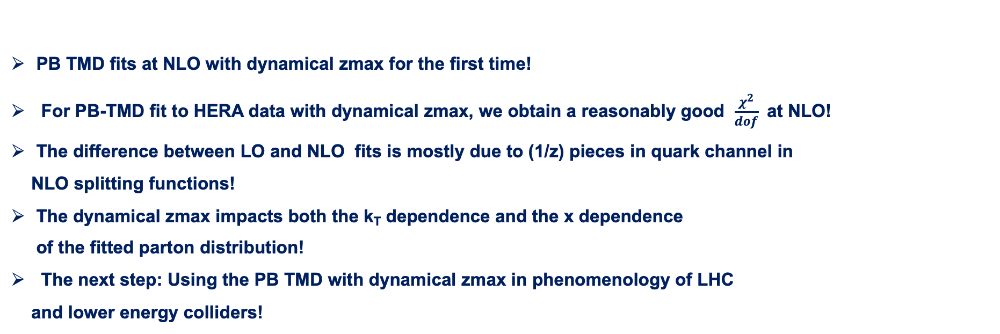 ➢ PB TMD fits at NLO with dynamical zmax for the first time!
➢ For PB-TMD fit to HERA data with dynamical zmax, we obtain a reasonably good χ²/dof at NLO!
➢ The difference between LO and NLO fits is mostly due to (1/z) pieces in quark channel in
NLO splitting functions!
➢ The dynamical zmax impacts both the k_T dependence and the x dependence
of the fitted parton distribution!
➢ The next step: Using the PB TMD with dynamical zmax in phenomenology of LHC
and lower energy colliders!